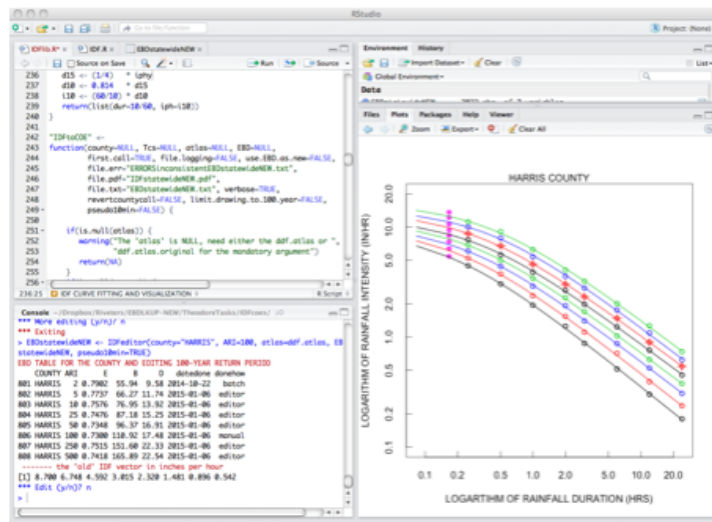 RStudio
Go to file/function
Project: (None)
IDFlib.R*
IDF.R
EBDstatewideNEW
Source on Save
Run
Source
236 d15 <- (1/4) * iphy
237 d10 <- 0.814 * d15
238 i10 <- (60/10) * d10
239 return(list(dur=10/60, iph=i10))
240 }
241
242 "IDFtoCOE" <-
243 function(county=NULL, Tcs=NULL, atlas=NULL, EBD=NULL,
244 first.call=TRUE, file.logging=FALSE, use.EBD.as.new=FALSE,
245 file.err="ERRORSinconsistentEBDstatewideNEW.txt",
246 file.pdf="IDFstatewideNEW.pdf",
247 file.txt="EBDstatewideNEW.txt", verbose=TRUE,
248 revertcountycall=FALSE, limit.drawing.to.100.year=FALSE,
249 pseudo10min=FALSE) {
250
251 if(is.null(atlas)) {
252 warning("The 'atlas' is NULL, need either the ddf.atlas or ",
253 "ddf.atlas.original for the mandatory argument")
254 return(NA)
255 }
256
236:25 IDF CURVE FITTING AND VISUALIZATION R Script
Console ~/Dropbox/Riveters/EBDLKUP-NEW/TheodoreTasks/IDFcoes/
*** More editing (y/n)? n
*** Exiting
> EBDstatewideNEW <- IDFeditor(county="HARRIS", ARI=100, atlas=ddf.atlas, EB
statewideNEW, pseudo10min=TRUE)
EBD TABLE FOR THE COUNTY AND EDITING 100-YEAR RETURN PERIOD
COUNTY ARI E B D datedone donehow
801 HARRIS 2 0.7902 55.94 9.58 2014-10-22 batch
802 HARRIS 5 0.7737 66.27 11.74 2015-01-06 editor
803 HARRIS 10 0.7576 76.95 13.92 2015-01-06 editor
804 HARRIS 25 0.7476 87.18 15.25 2015-01-06 editor
805 HARRIS 50 0.7348 96.37 16.91 2015-01-06 editor
806 HARRIS 100 0.7300 110.92 17.48 2015-01-06 manual
807 HARRIS 250 0.7515 151.60 22.33 2015-01-06 editor
808 HARRIS 500 0.7418 165.89 22.54 2015-01-06 editor
------- the 'old' IDF vector in inches per hour
[1] 8.700 6.748 4.592 3.015 2.320 1.481 0.896 0.542
*** Edit (y/n)? n
>
Environment History
Import Dataset Clear List
Global Environment
Data
Files Plots Packages Help Viewer
Zoom Export Clear All
HARRIS COUNTY
LOGARITHM OF RAINFALL INTENSITY (IN/HR)
20.0
10.0
5.0
2.0
1.0
0.5
0.2
0.1
0.1 0.2 0.5 1.0 2.0 5.0 10.0 20.0
LOGARTIHM OF RAINFALL DURATION (HRS)